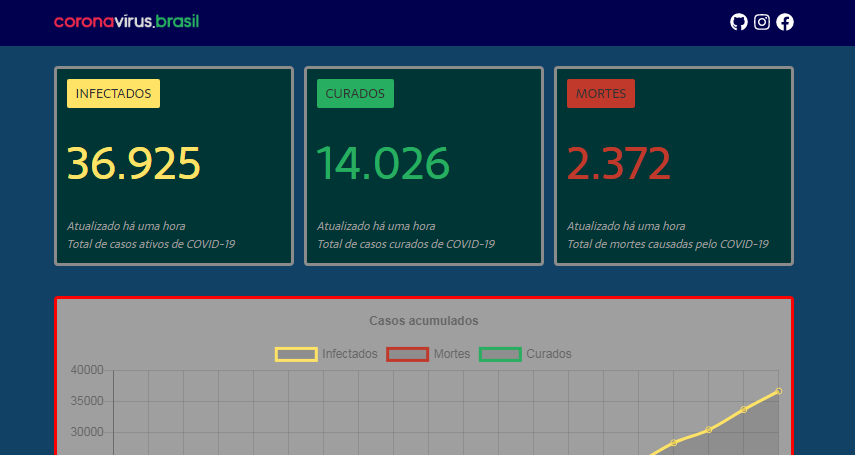 coronavírus.brasil
INFECTADOS
36.925
Atualizado há uma hora
Total de casos ativos de COVID-19
CURADOS
14.026
Atualizado há uma hora
Total de casos curados de COVID-19
MORTES
2.372
Atualizado há uma hora
Total de mortes causadas pelo COVID-19
Casos acumulados
Infectados Mortes Curados
40000
35000
30000